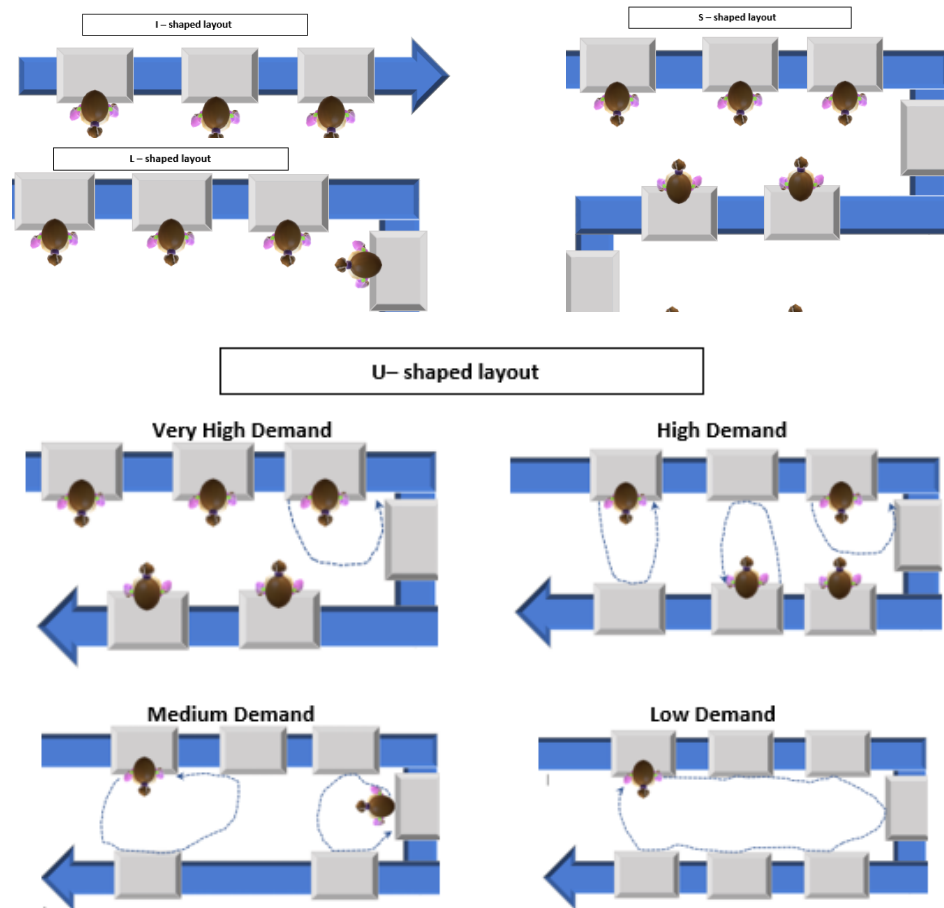 I – shaped layout
S – shaped layout
L – shaped layout
U– shaped layout
Very High Demand
High Demand
Medium Demand
Low Demand